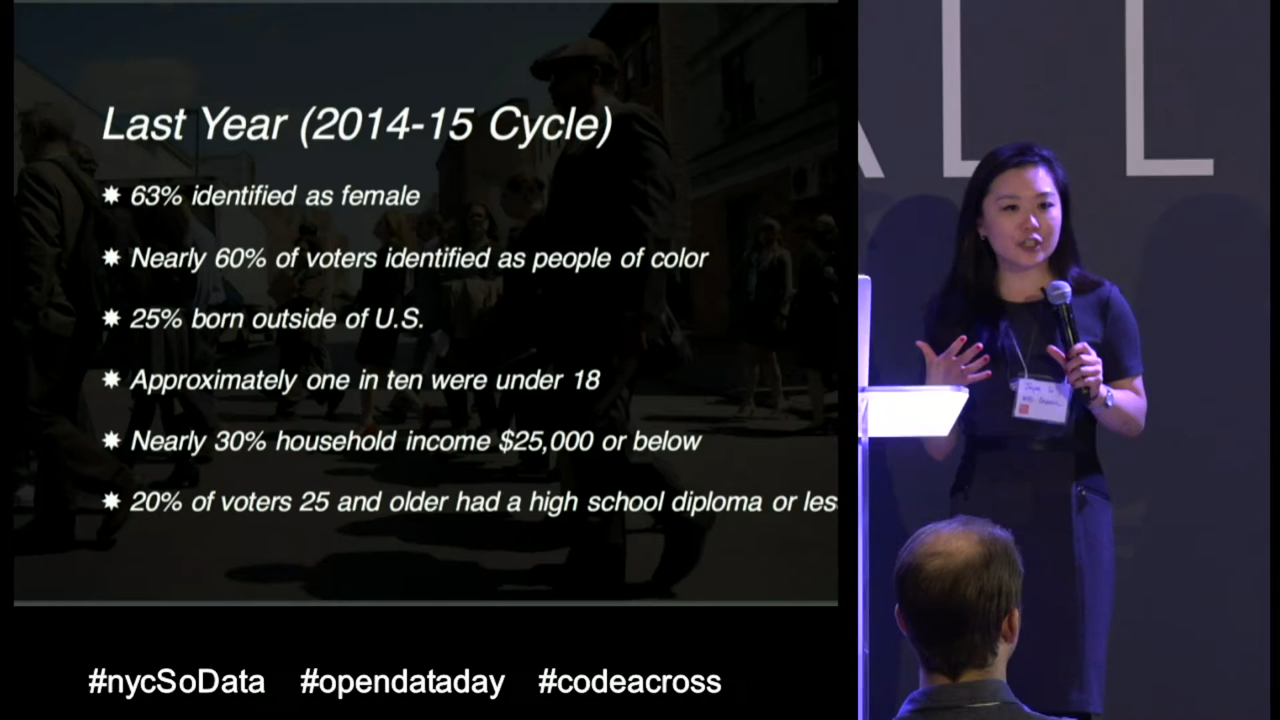 Last Year (2014-15 Cycle)
✸ 63% identified as female
✸ Nearly 60% of voters identified as people of color
✸ 25% born outside of U.S.
✸ Approximately one in ten were under 18
✸ Nearly 30% household income $25,000 or below
✸ 20% of voters 25 and older had a high school diploma or les
#nycSoData #opendataday #codeacross
A L L